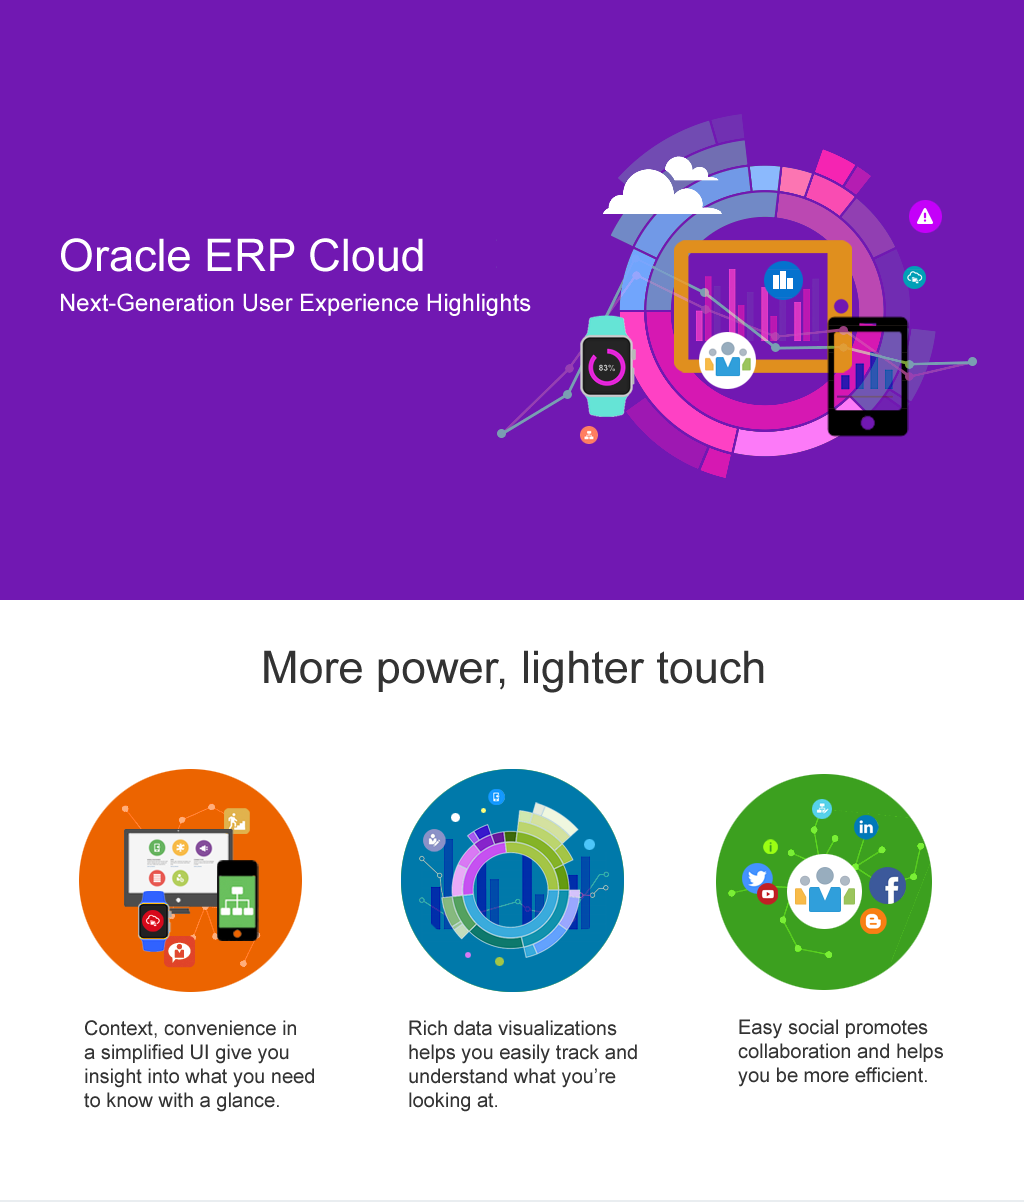 Oracle ERP Cloud
Next-Generation User Experience Highlights
83%
More power, lighter touch
in
f
Context, convenience in
a simplified UI give you
insight into what you need
to know with a glance.
Rich data visualizations
helps you easily track and
understand what you’re
looking at.
Easy social promotes
collaboration and helps
you be more efficient.